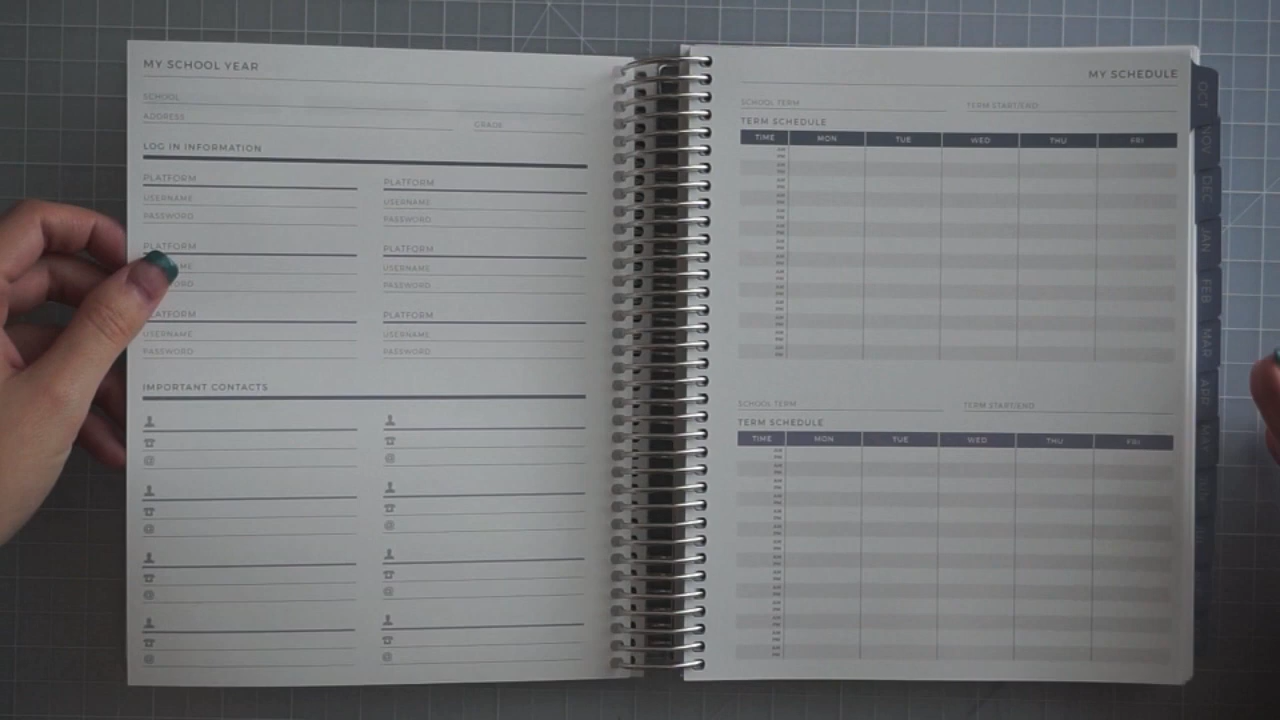 MY SCHOOL YEAR
SCHOOL
ADDRESS GRADE
LOG IN INFORMATION
PLATFORM PLATFORM
USERNAME USERNAME
PASSWORD PASSWORD
PLATFORM PLATFORM
USERNAME
PASSWORD
PLATFORM
USERNAME USERNAME
PASSWORD PASSWORD
IMPORTANT CONTACTS
@ @
@ @
@ @
@ @
MY SCHEDULE
SCHOOL TERM TERM START/END
TERM SCHEDULE
TIME MON TUE WED THU FRI
SCHOOL TERM TERM START/END
TERM SCHEDULE
TIME MON TUE WED THU FRI
OCT
NOV
DEC
JAN
FEB
MAR
APR
MAY